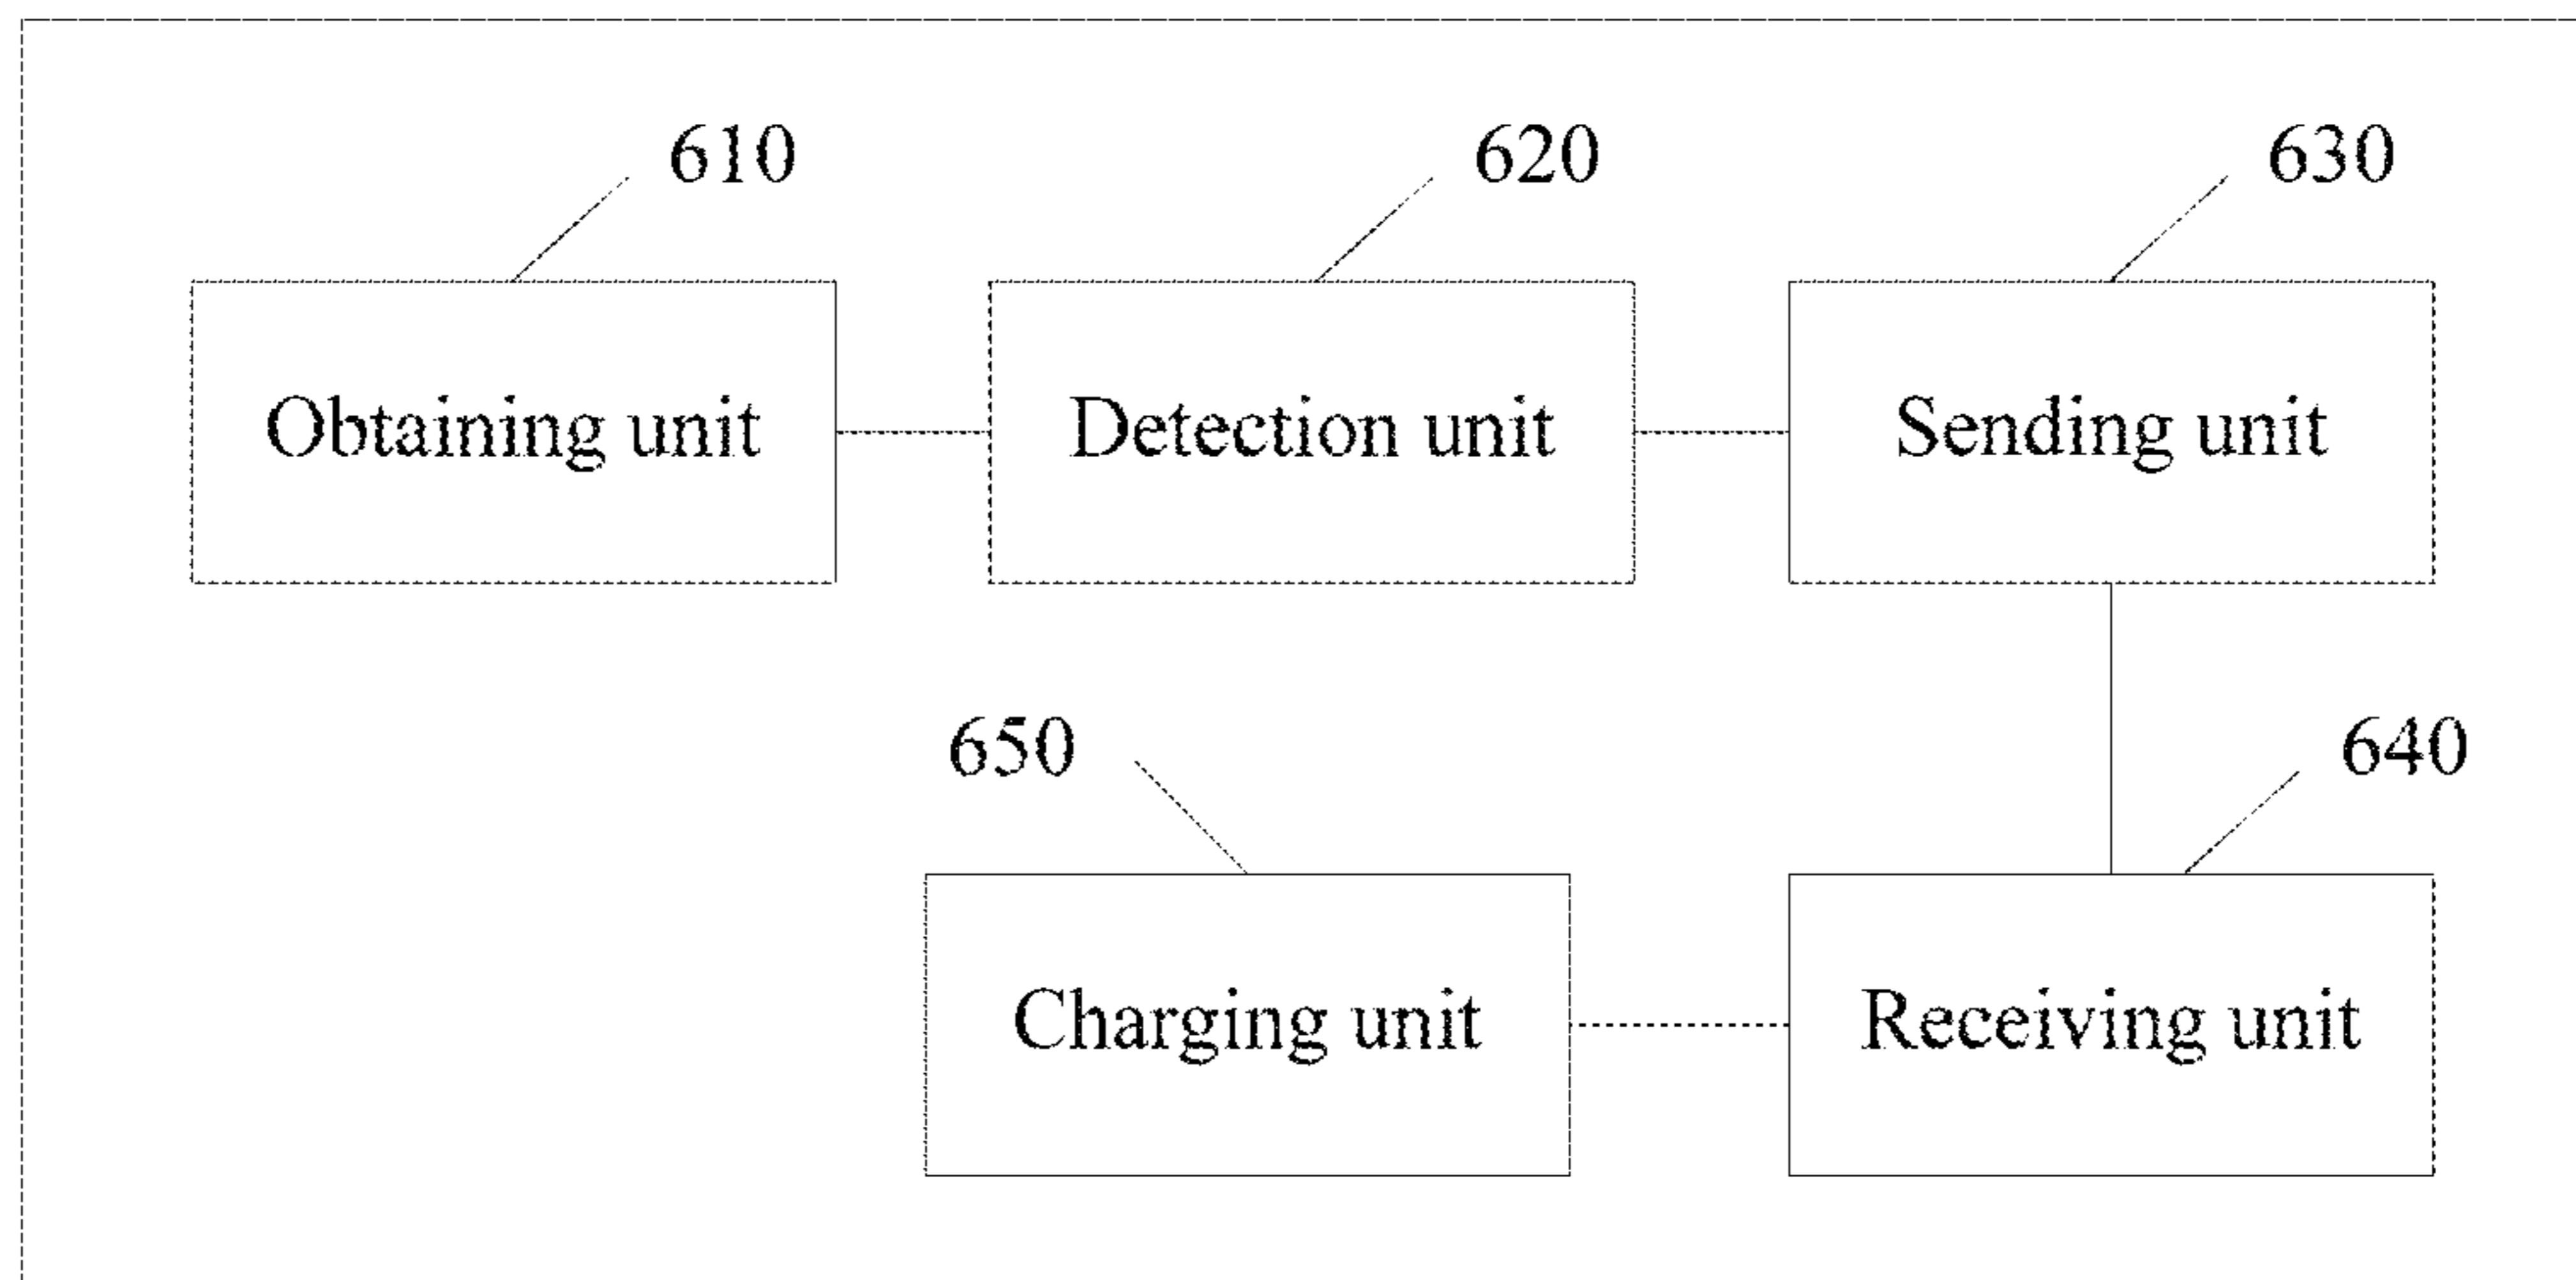 610
620
630
Obtaining unit
Detection unit
Sending unit
650
640
Charging unit
Receiving unit